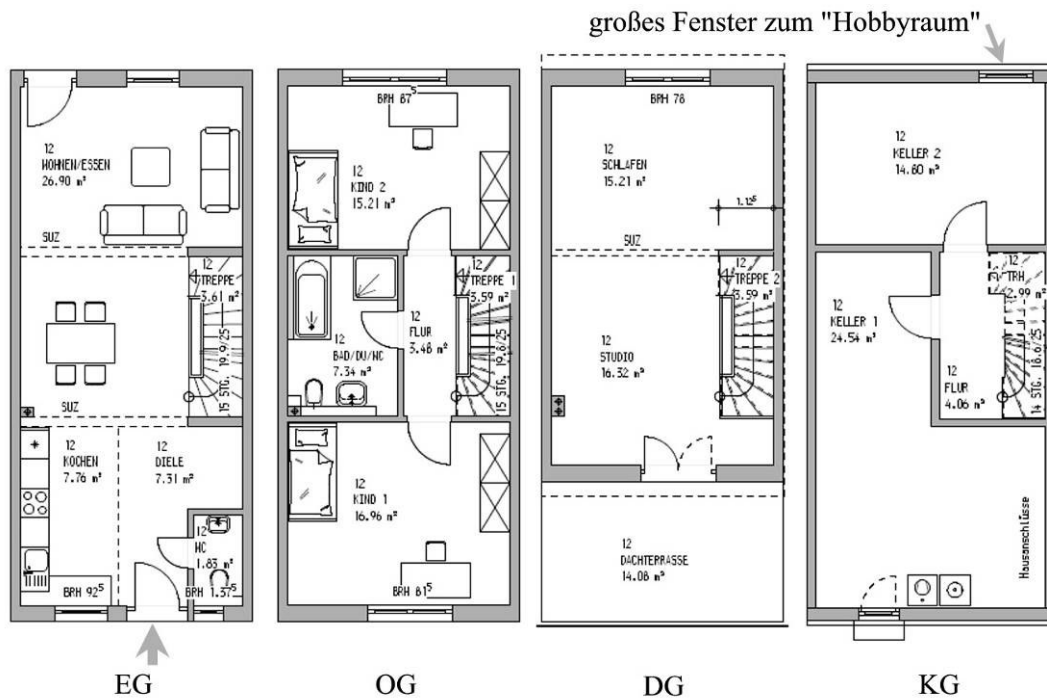 großes Fenster zum "Hobbyraum"
12
WOHNEN/ESSEN
26.90 m²
SUZ
12
TREPPE
3.61 m²
15 STG. 19.9/25
SUZ
12
KOCHEN
7.76 m²
12
DIELE
7.31 m²
12
WC
1.83 m²
BRH 92⁵
BRH 1.37⁵
EG
BRH 87⁵
12
KIND 2
15.21 m²
12
TREPPE 1
3.59 m²
15 STG. 19.8/25
12
FLUR
3.48 m²
12
BAD/DU/WC
7.34 m²
12
KIND 1
16.96 m²
BRH 81⁵
OG
BRH 78
12
SCHLAFEN
15.21 m²
1.12⁵
SUZ
12
TREPPE 2
3.59 m²
12
STUDIO
16.32 m²
12
DACHTERRASSE
14.08 m²
DG
12
KELLER 2
14.60 m²
12
TRH
2.99 m²
12
KELLER 1
24.54 m²
14 STG. 18.6/25
12
FLUR
4.06 m²
Hausanschlüsse
KG